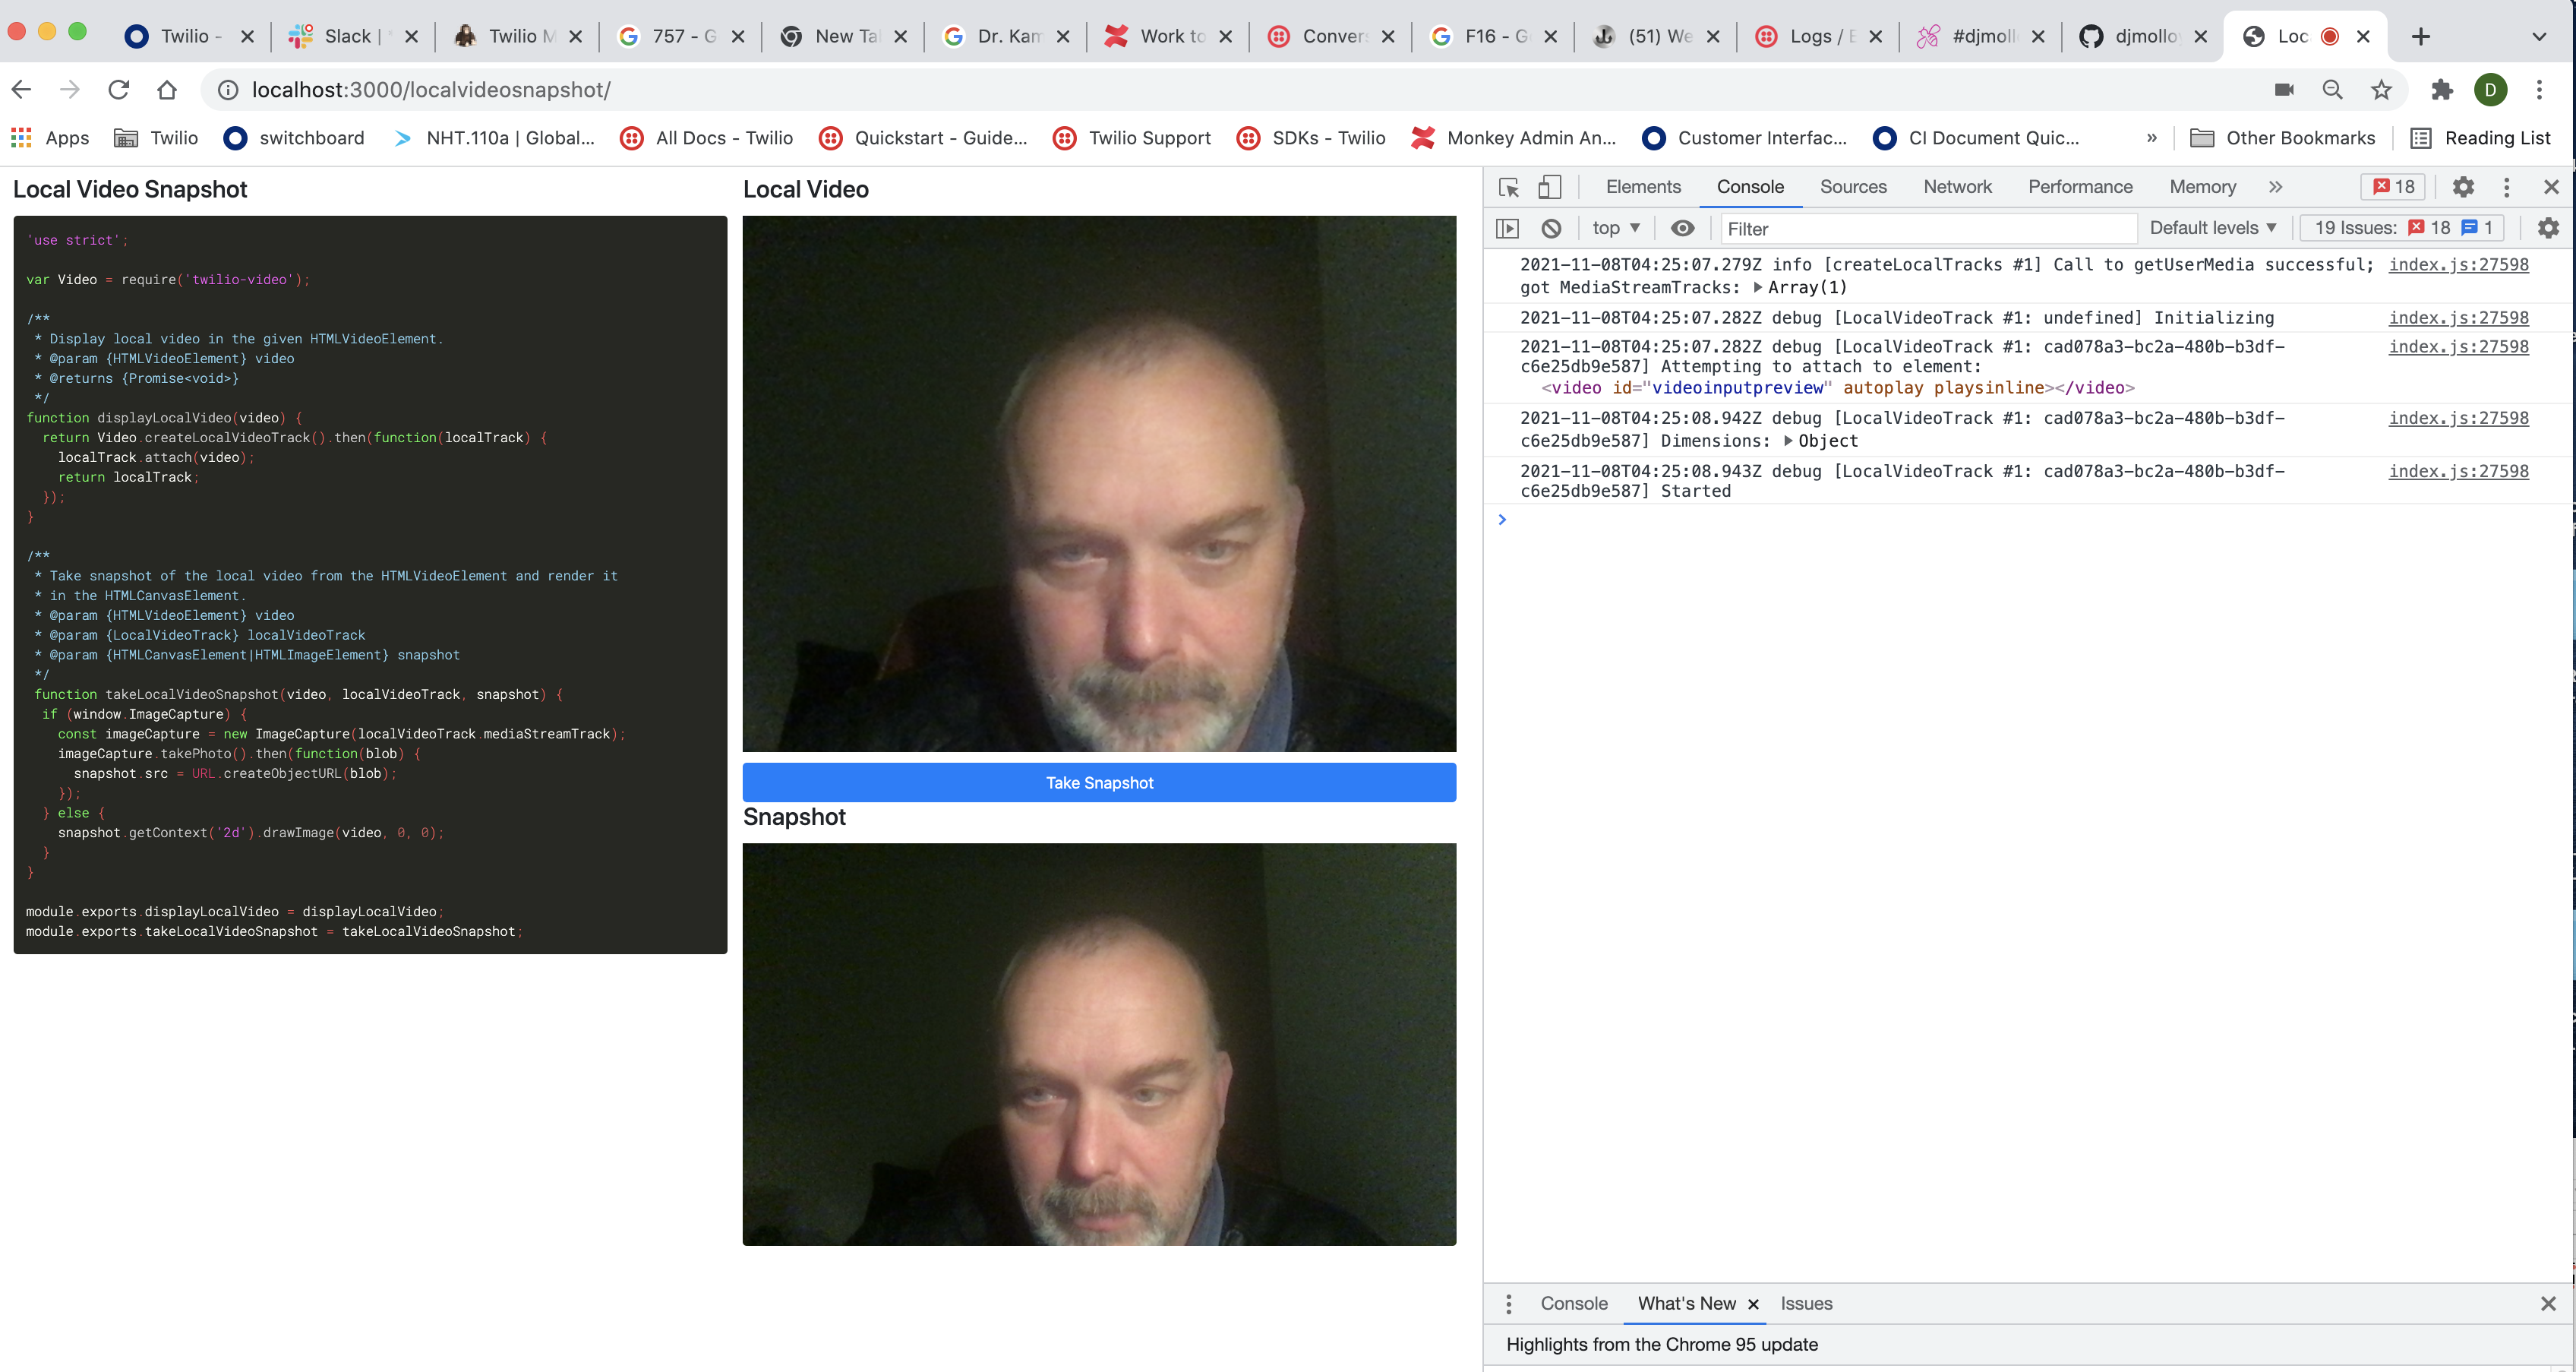 Twilio -
Slack |
Twilio M
757 - G
New Tal
Dr. Kam
Work to
Convers
F16 - Go
(51) We
Logs / E
#djmollo
djmolloy
Loc
localhost:3000/localvideosnapshot/
D
Apps
Twilio
switchboard
NHT.110a | Global...
All Docs - Twilio
Quickstart - Guide...
Twilio Support
SDKs - Twilio
Monkey Admin An...
Customer Interfac...
CI Document Quic...
»
Other Bookmarks
Reading List
Local Video Snapshot
'use strict';
var Video = require('twilio-video');
/**
* Display local video in the given HTMLVideoElement.
* @param {HTMLVideoElement} video
* @returns {Promise<void>}
*/
function displayLocalVideo(video) {
return Video.createLocalVideoTrack().then(function(localTrack) {
localTrack.attach(video);
return localTrack;
});
}
/**
* Take snapshot of the local video from the HTMLVideoElement and render it
* in the HTMLCanvasElement.
* @param {HTMLVideoElement} video
* @param {LocalVideoTrack} localVideoTrack
* @param {HTMLCanvasElement|HTMLImageElement} snapshot
*/
function takeLocalVideoSnapshot(video, localVideoTrack, snapshot) {
if (window.ImageCapture) {
const imageCapture = new ImageCapture(localVideoTrack.mediaStreamTrack);
imageCapture.takePhoto().then(function(blob) {
snapshot.src = URL.createObjectURL(blob);
});
} else {
snapshot.getContext('2d').drawImage(video, 0, 0);
}
}
module.exports.displayLocalVideo = displayLocalVideo;
module.exports.takeLocalVideoSnapshot = takeLocalVideoSnapshot;
Local Video
Take Snapshot
Snapshot
Elements
Console
Sources
Network
Performance
Memory
»
18
top
Filter
Default levels
19 Issues: 18 1
2021-11-08T04:25:07.279Z info [createLocalTracks #1] Call to getUserMedia successful; index.js:27598
got MediaStreamTracks: Array(1)
2021-11-08T04:25:07.282Z debug [LocalVideoTrack #1: undefined] Initializing index.js:27598
2021-11-08T04:25:07.282Z debug [LocalVideoTrack #1: cad078a3-bc2a-480b-b3df- index.js:27598
c6e25db9e587] Attempting to attach to element:
<video id="videoinputpreview" autoplay playsinline></video>
2021-11-08T04:25:08.942Z debug [LocalVideoTrack #1: cad078a3-bc2a-480b-b3df- index.js:27598
c6e25db9e587] Dimensions: Object
2021-11-08T04:25:08.943Z debug [LocalVideoTrack #1: cad078a3-bc2a-480b-b3df- index.js:27598
c6e25db9e587] Started
Console
What's New
Issues
Highlights from the Chrome 95 update